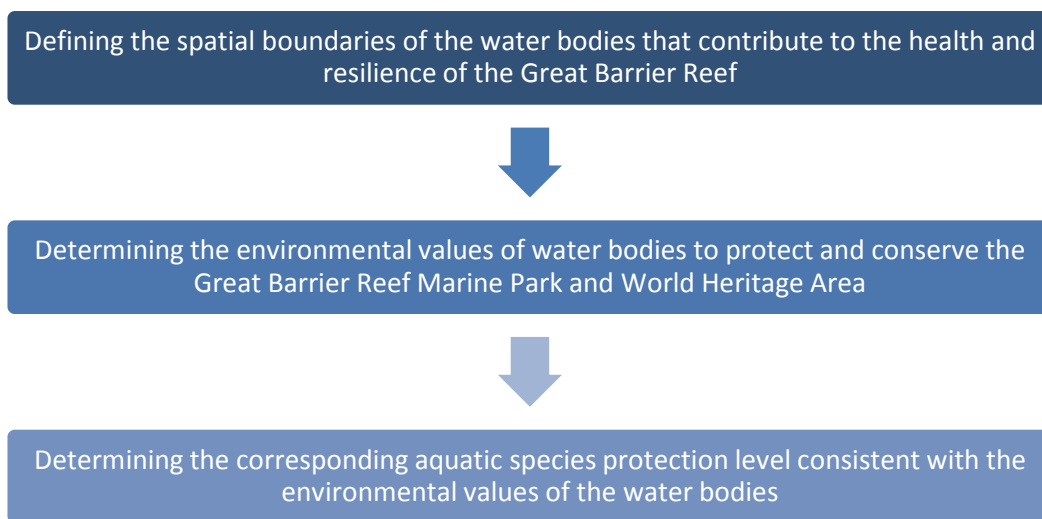 Defining the spatial boundaries of the water bodies that contribute to the health and
resilience of the Great Barrier Reef
Determining the environmental values of water bodies to protect and conserve the
Great Barrier Reef Marine Park and World Heritage Area
Determining the corresponding aquatic species protection level consistent with the
environmental values of the water bodies